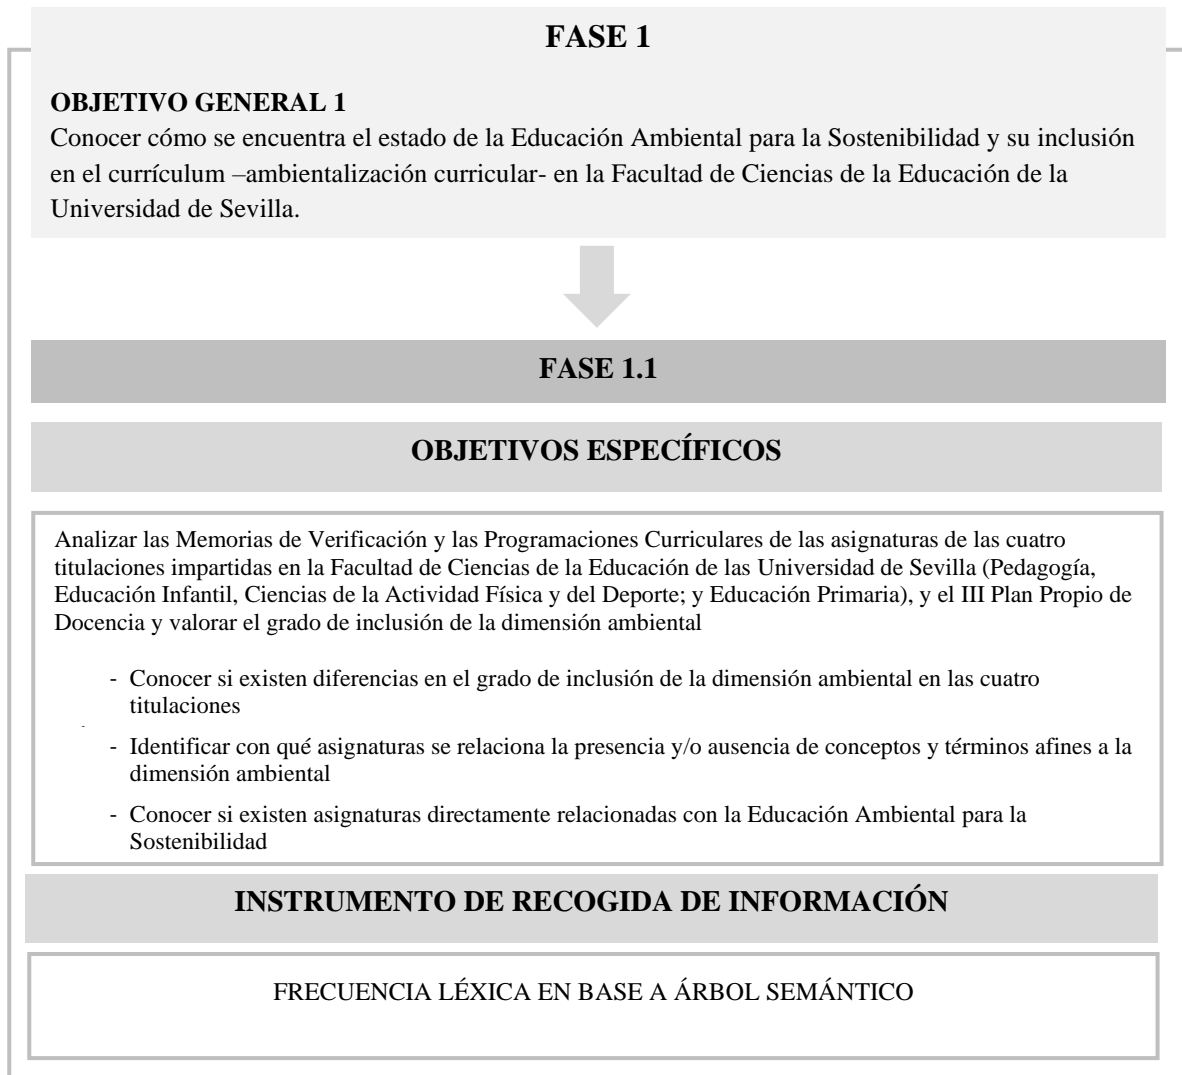 FASE 1
OBJETIVO GENERAL 1
Conocer cómo se encuentra el estado de la Educación Ambiental para la Sostenibilidad y su inclusión
en el currículum –ambientalización curricular- en la Facultad de Ciencias de la Educación de la
Universidad de Sevilla.
FASE 1.1
OBJETIVOS ESPECÍFICOS
Analizar las Memorias de Verificación y las Programaciones Curriculares de las asignaturas de las cuatro
titulaciones impartidas en la Facultad de Ciencias de la Educación de las Universidad de Sevilla (Pedagogía,
Educación Infantil, Ciencias de la Actividad Física y del Deporte; y Educación Primaria), y el III Plan Propio de
Docencia y valorar el grado de inclusión de la dimensión ambiental
- Conocer si existen diferencias en el grado de inclusión de la dimensión ambiental en las cuatro
titulaciones
- Identificar con qué asignaturas se relaciona la presencia y/o ausencia de conceptos y términos afines a la
dimensión ambiental
- Conocer si existen asignaturas directamente relacionadas con la Educación Ambiental para la
Sostenibilidad
INSTRUMENTO DE RECOGIDA DE INFORMACIÓN
FRECUENCIA LÉXICA EN BASE A ÁRBOL SEMÁNTICO